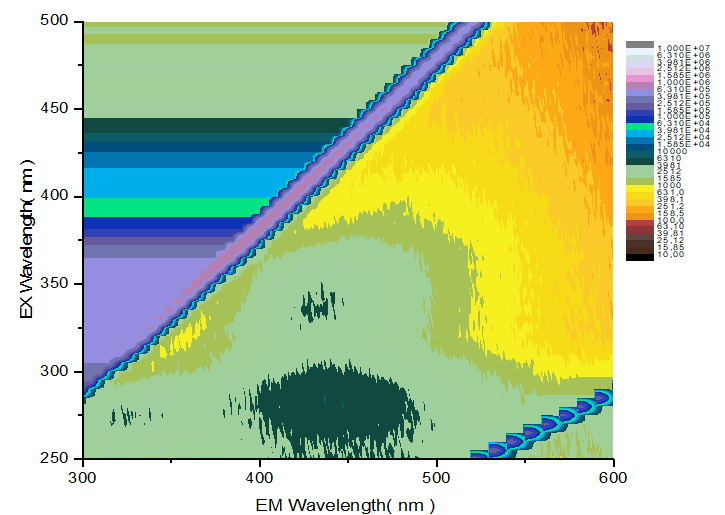 500
450
400
350
300
250
EX Wavelength( nm )
300
400
500
600
EM Wavelength( nm )
1.000E+07
6.310E+06
3.981E+06
2.512E+06
1.585E+06
1.000E+06
6.310E+05
3.981E+05
2.512E+05
1.585E+05
1.000E+05
6.310E+04
3.981E+04
2.512E+04
1.585E+04
10000
6310
3981
2512
1585
1000
631.0
398.1
251.2
158.5
100.0
63.10
39.81
25.12
15.85
10.00